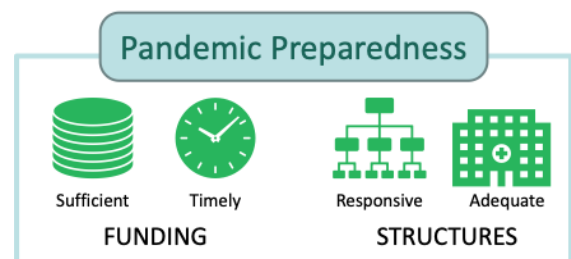 Pandemic Preparedness
Sufficient Timely Responsive Adequate
FUNDING STRUCTURES